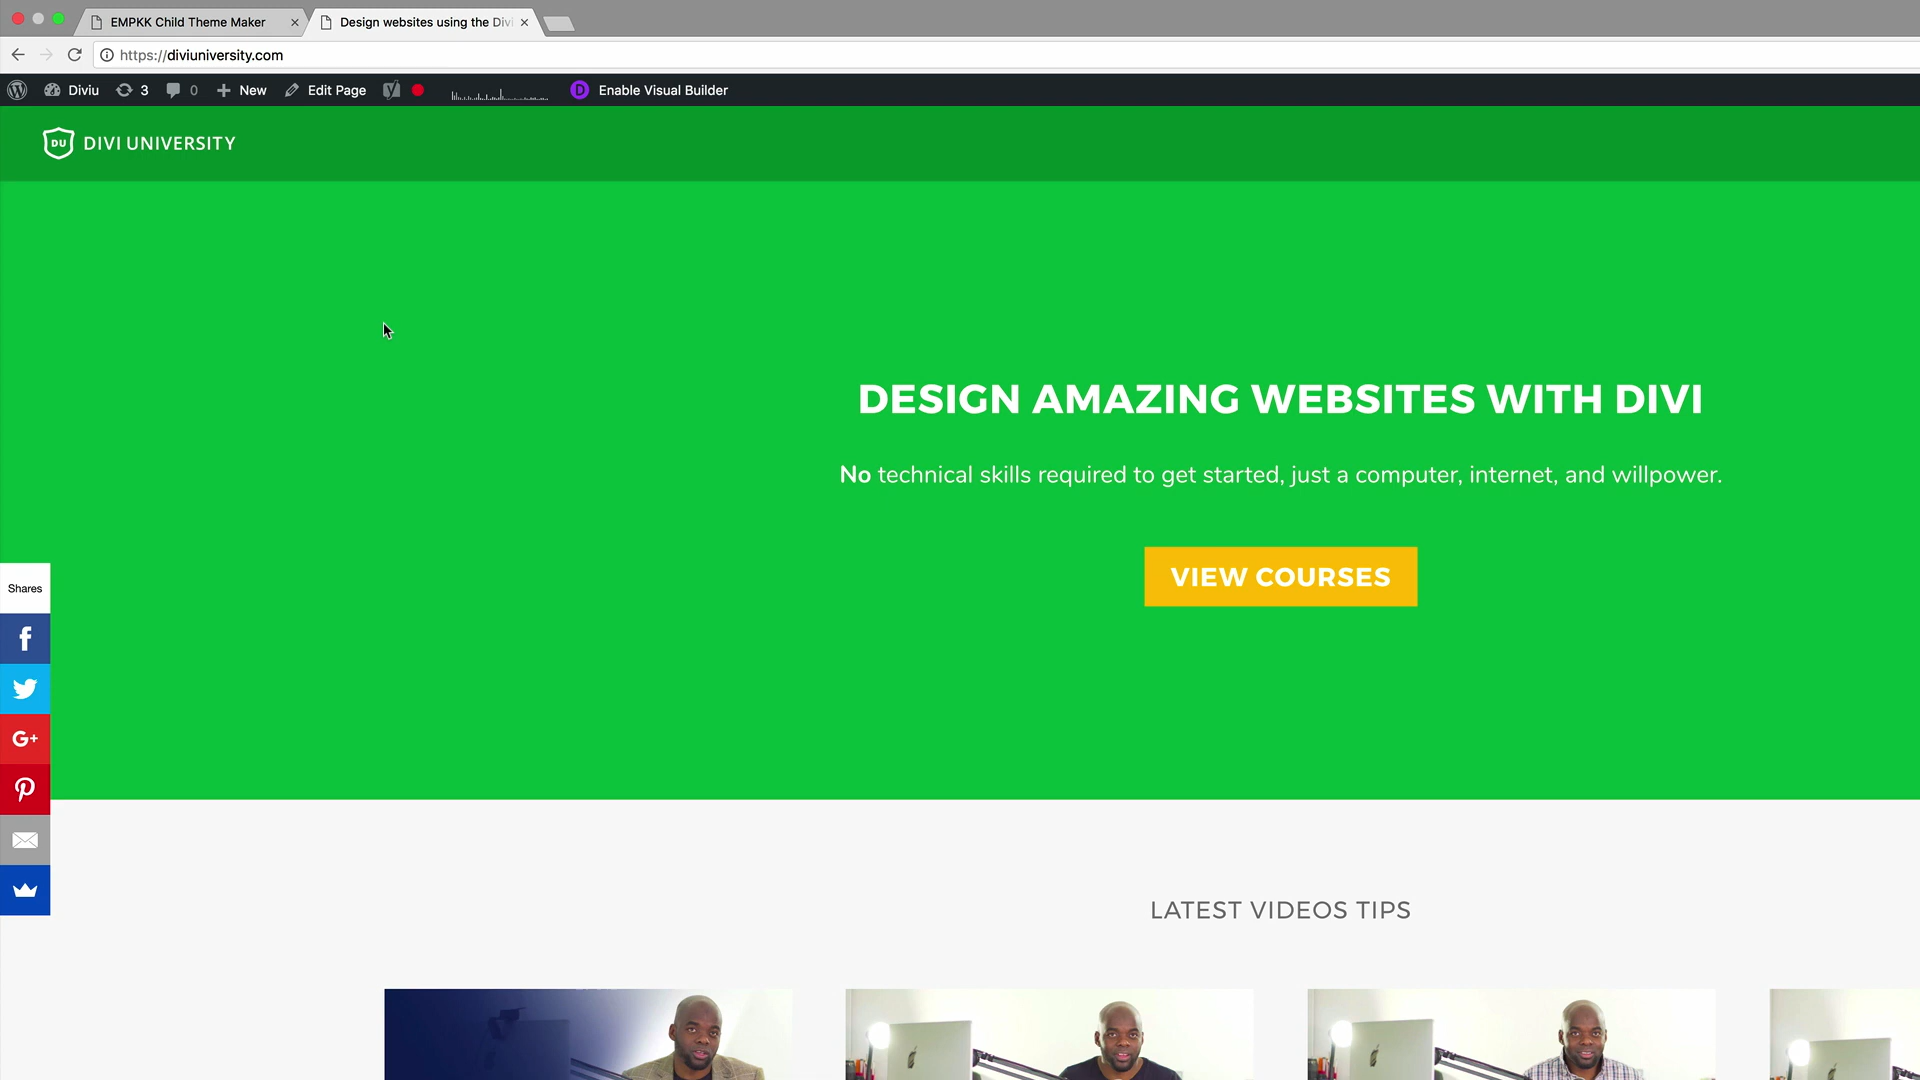 EMPKK Child Theme Maker
Design websites using the Divi
https://diviuniversity.com
Diviu 3 0 New Edit Page Enable Visual Builder
DU DIVI UNIVERSITY
DESIGN AMAZING WEBSITES WITH DIVI
No technical skills required to get started, just a computer, internet, and willpower.
VIEW COURSES
Shares
G+
LATEST VIDEOS TIPS